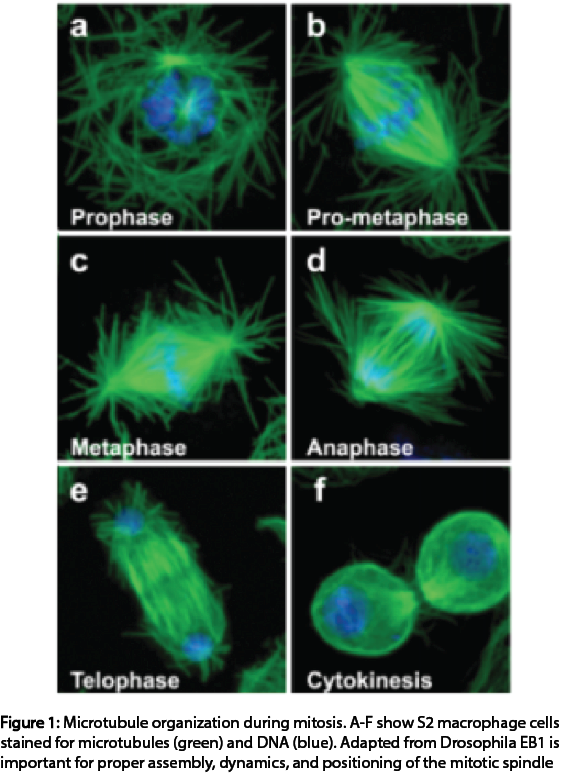 a
b
Prophase
Pro-metaphase
c
d
Metaphase
Anaphase
e
f
Telophase
Cytokinesis
Figure 1: Microtubule organization during mitosis. A-F show S2 macrophage cells
stained for microtubules (green) and DNA (blue). Adapted from Drosophila EB1 is
important for proper assembly, dynamics, and positioning of the mitotic spindle